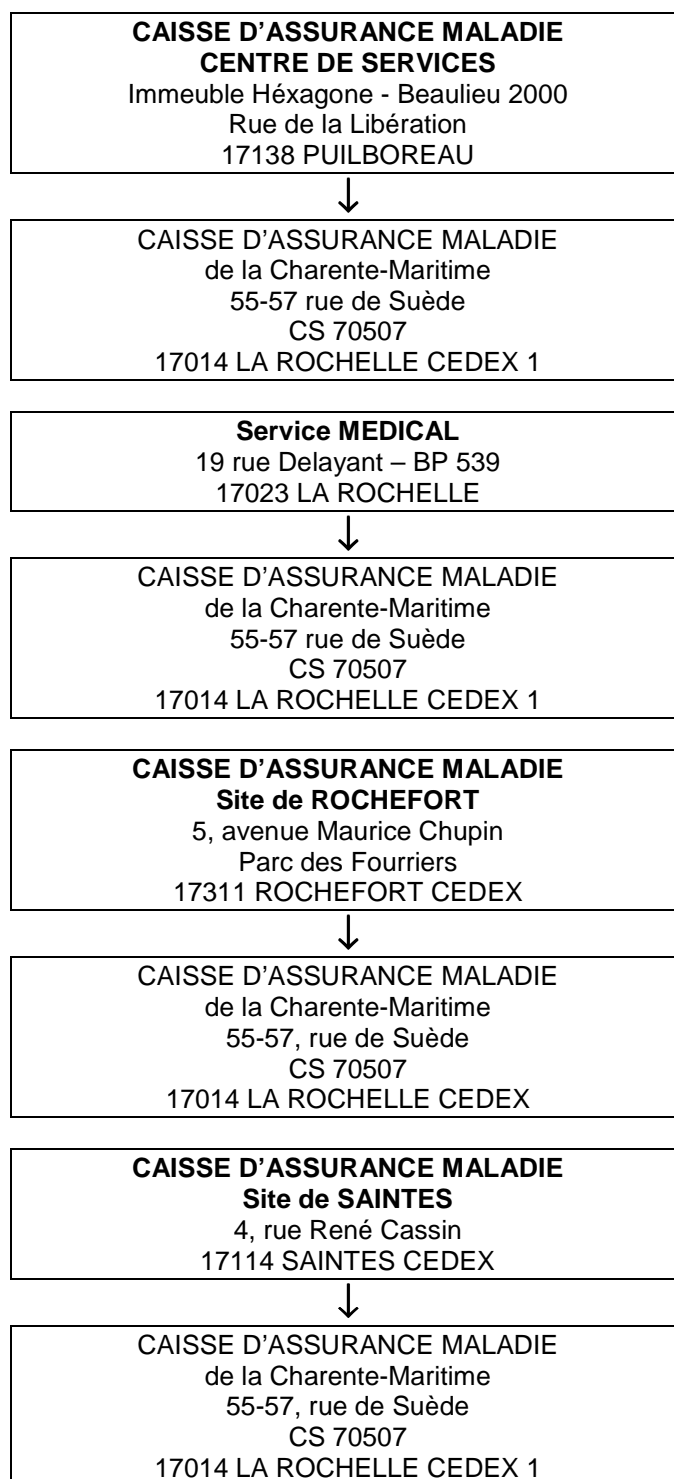 CAISSE D’ASSURANCE MALADIE
CENTRE DE SERVICES
Immeuble Héxagone - Beaulieu 2000
Rue de la Libération
17138 PUILBOREAU
↓
CAISSE D’ASSURANCE MALADIE
de la Charente-Maritime
55-57 rue de Suède
CS 70507
17014 LA ROCHELLE CEDEX 1
Service MEDICAL
19 rue Delayant – BP 539
17023 LA ROCHELLE
↓
CAISSE D’ASSURANCE MALADIE
de la Charente-Maritime
55-57 rue de Suède
CS 70507
17014 LA ROCHELLE CEDEX 1
CAISSE D’ASSURANCE MALADIE
Site de ROCHEFORT
5, avenue Maurice Chupin
Parc des Fourriers
17311 ROCHEFORT CEDEX
↓
CAISSE D’ASSURANCE MALADIE
de la Charente-Maritime
55-57, rue de Suède
CS 70507
17014 LA ROCHELLE CEDEX
CAISSE D’ASSURANCE MALADIE
Site de SAINTES
4, rue René Cassin
17114 SAINTES CEDEX
↓
CAISSE D’ASSURANCE MALADIE
de la Charente-Maritime
55-57, rue de Suède
CS 70507
17014 LA ROCHELLE CEDEX 1